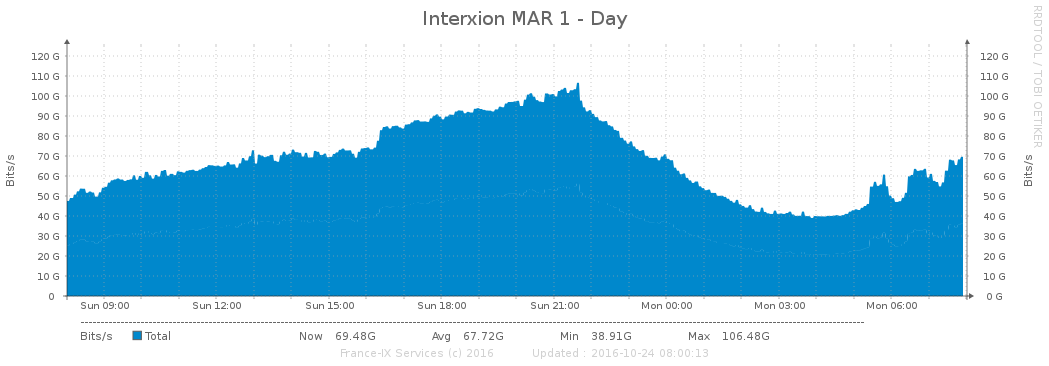 Interxion MAR 1 - Day
RRDTOOL / TOBI OETIKER
Bits/s
120 G 120 G
110 G 110 G
100 G 100 G
90 G 90 G
80 G 80 G
70 G 70 G
60 G 60 G
50 G 50 G
40 G 40 G
30 G 30 G
20 G 20 G
10 G 10 G
0 0 G
Bits/s
Sun 09:00 Sun 12:00 Sun 15:00 Sun 18:00 Sun 21:00 Mon 00:00 Mon 03:00 Mon 06:00
Bits/s Total Now 69.48G Avg 67.72G Min 38.91G Max 106.48G
France-IX Services (c) 2016 Updated : 2016-10-24 08:00:13